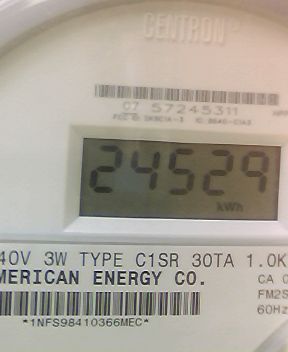 CENTRON
C7 57245311
24529
kWh
40V 3W TYPE C1SR 30TA 1.0K
MERICAN ENERGY CO.
CA
FM2S
60Hz
*1NFS98410366MEC*